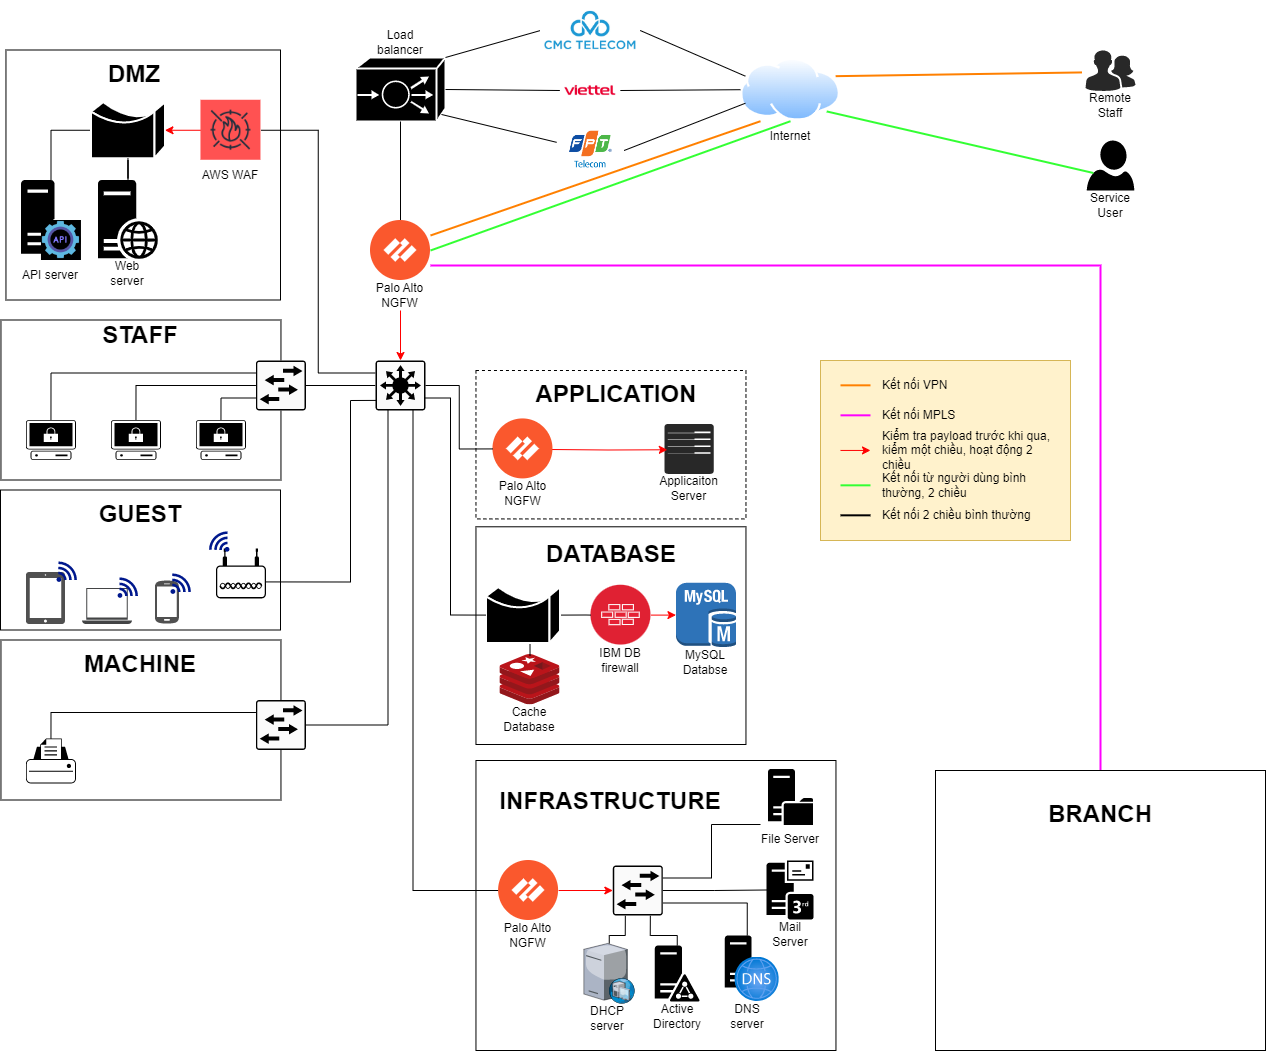 Load
balancer
CMC TELECOM
viettel
FPT
Telecom
Internet
Remote
Staff
Service
User
DMZ
AWS WAF
API
API server
Web
server
Palo Alto
NGFW
STAFF
GUEST
MACHINE
APPLICATION
Palo Alto
NGFW
Applicaiton
Server
DATABASE
IBM DB
firewall
MySQL
M
MySQL
Databse
Cache
Database
INFRASTRUCTURE
File Server
Palo Alto
NGFW
3rd
Mail
Server
DHCP
server
Active
Directory
DNS
DNS
server
Kết nối VPN
Kết nối MPLS
Kiểm tra payload trước khi qua,
kiểm một chiều, hoạt động 2
chiều
Kết nối từ người dùng bình
thường, 2 chiều
Kết nối 2 chiều bình thường
BRANCH